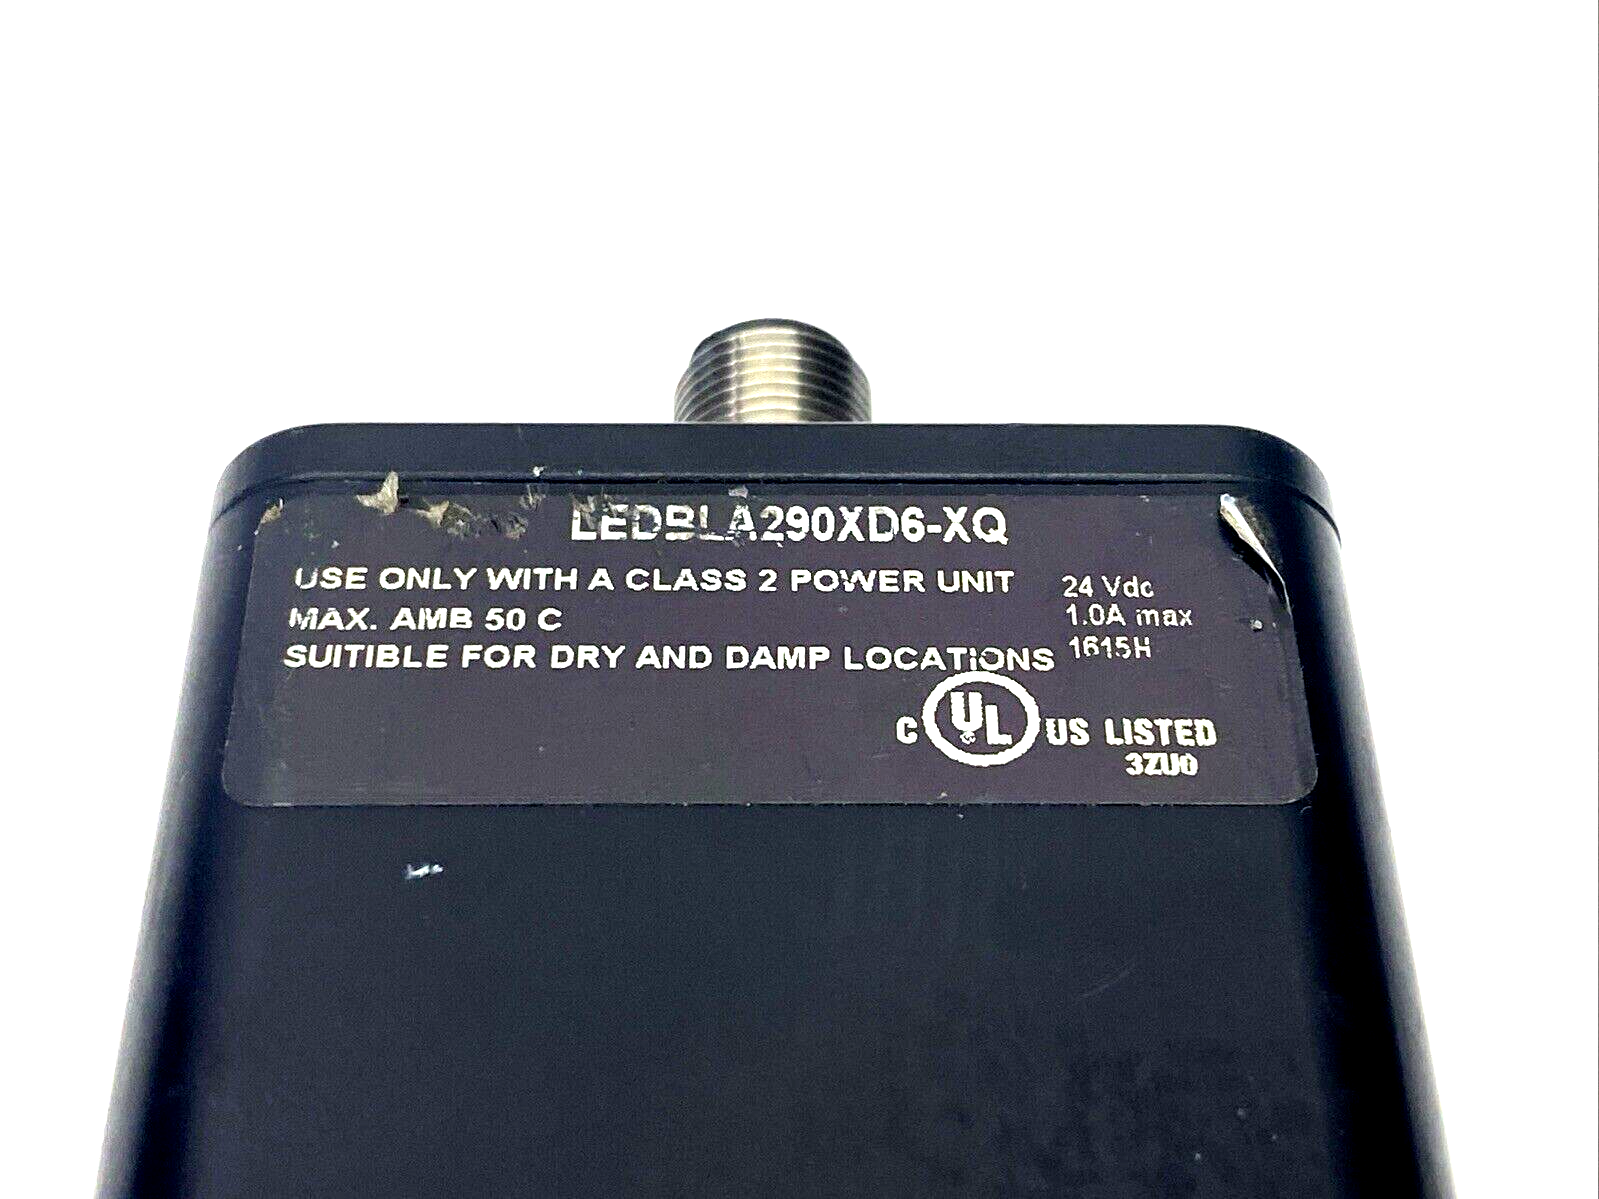 LEDBLA290XD6-XQ
USE ONLY WITH A CLASS 2 POWER UNIT
MAX. AMB 50 C
SUITIBLE FOR DRY AND DAMP LOCATIONS
24 Vdc
1.0A max
1615H
C UL US LISTED
3ZU0